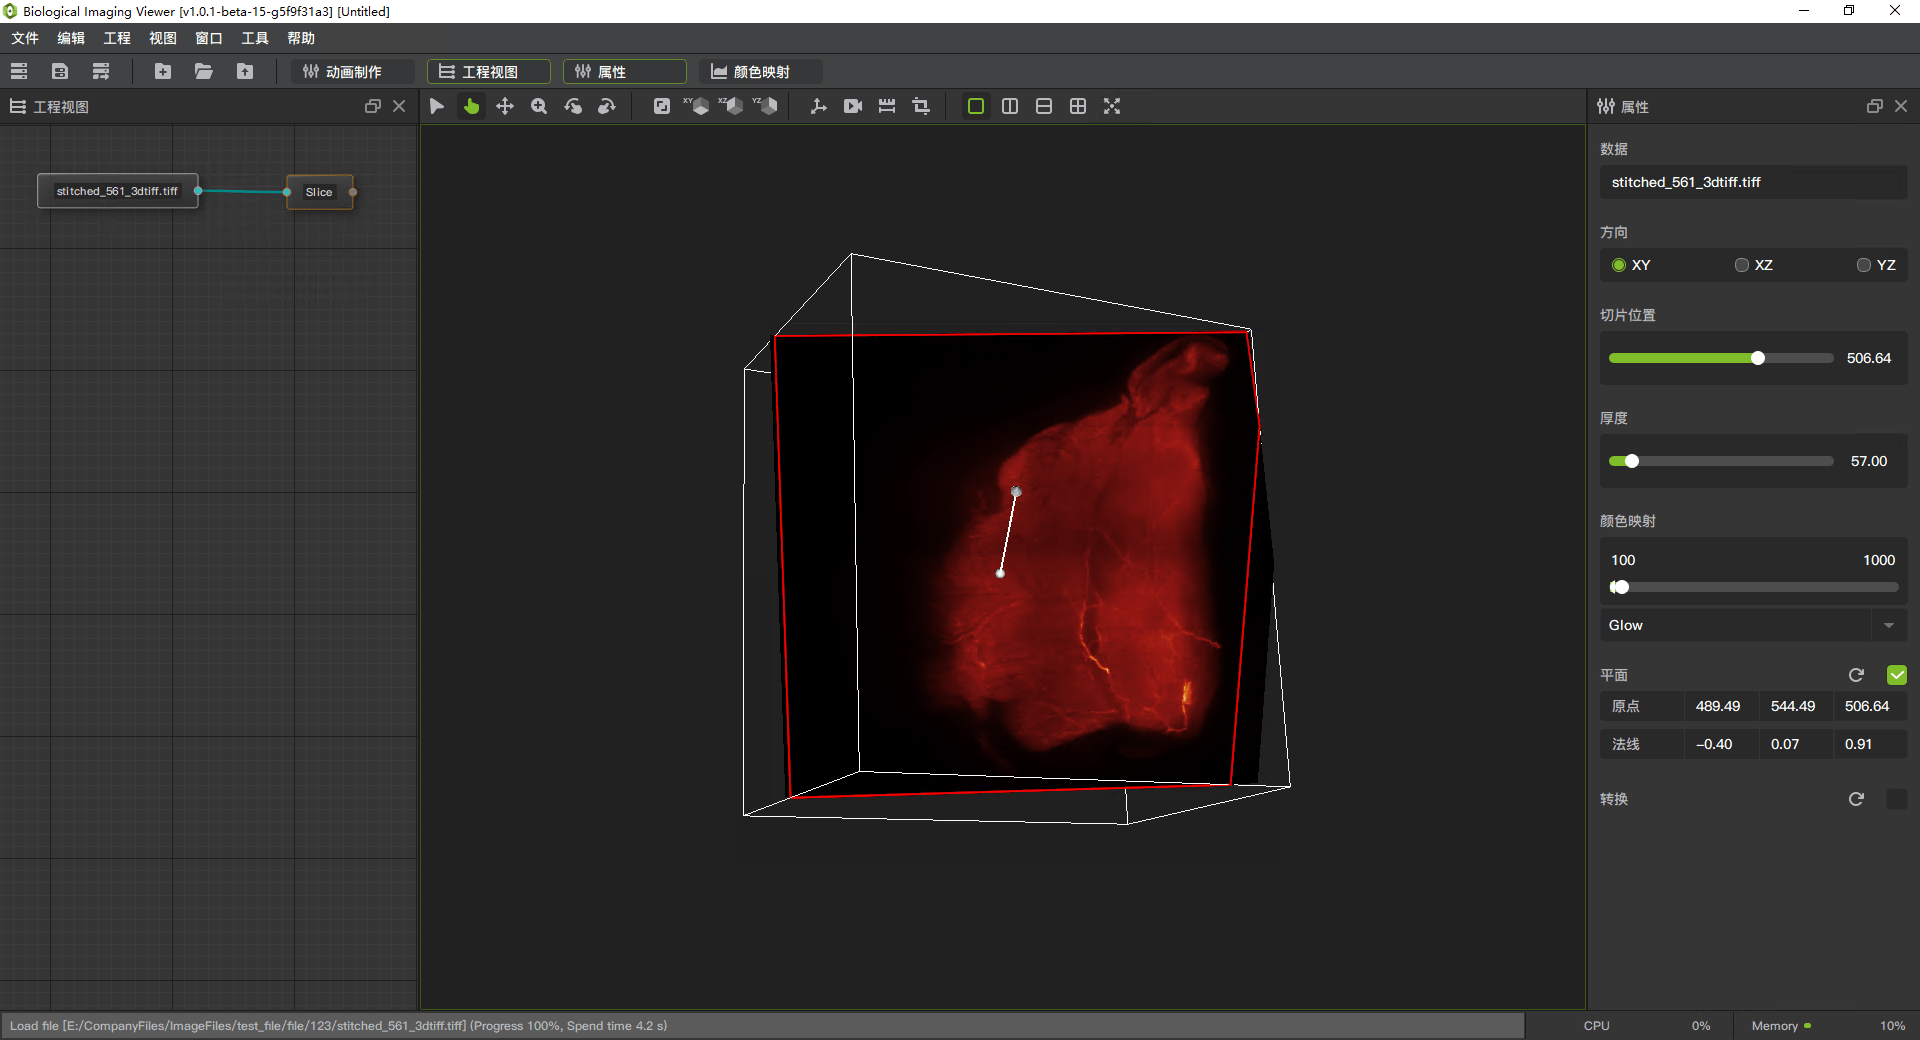 Biological Imaging Viewer [v1.0.1-beta-15-g5f9f31a3] [Untitled]
文件 编辑 工程 视图 窗口 工具 帮助
动画制作 工程视图 属性 颜色映射
工程视图
XY XZ YZ
属性
stitched_561_3dtiff.tiff
Slice
数据
stitched_561_3dtiff.tiff
方向
XY XZ YZ
切片位置
506.64
厚度
57.00
颜色映射
100 1000
Glow
平面
原点 489.49 544.49 506.64
法线 -0.40 0.07 0.91
转换
Load file [E:/CompanyFiles/ImageFiles/test_file/file/123/stitched_561_3dtiff.tiff] (Progress 100%, Spend time 4.2 s)
CPU 0% Memory 10%